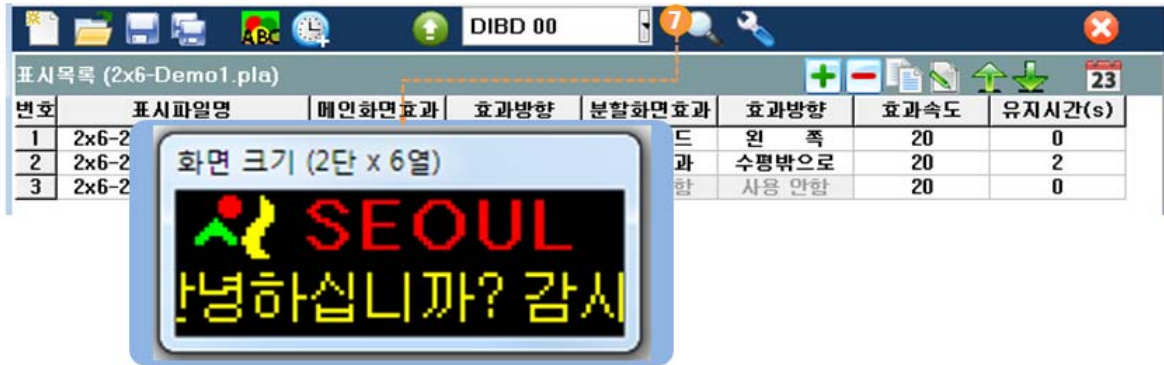 ABC DIBD 00 7
표시목록 (2x6-Demo1.pla) 23
번호 표시파일명 메인화면효과 효과방향 분할화면효과 효과방향 효과속도 유지시간(s)
1 2x6-2 드 왼 쪽 20 0
2 2x6-2 과 수평밖으로 20 2
3 2x6-2 함 사용 안함 20 0
화면 크기 (2단 x 6열)
SEOUL
안녕하십니까? 감사